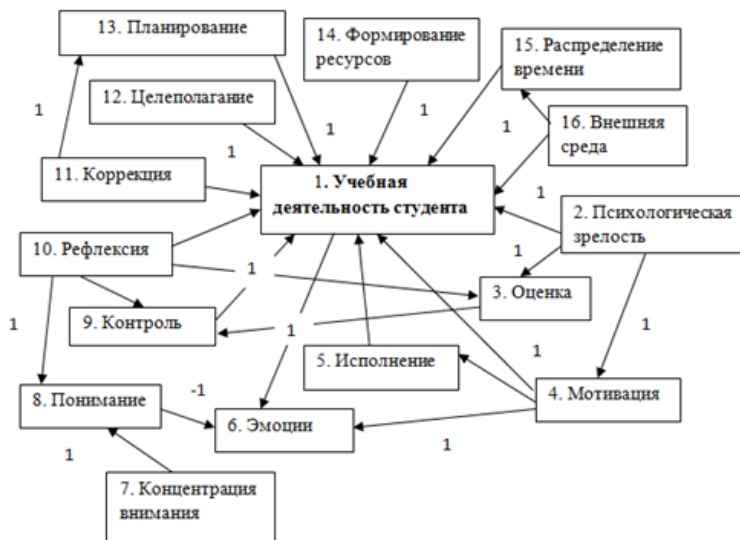 13. Планирование
14. Формирование
ресурсов
15. Распределение
времени
12. Целеполагание
1
1
1
1
16. Внешняя
среда
1
11. Коррекция
1. Учебная
деятельность студента
1
2. Психологическая
зрелость
10. Рефлексия
1
1
3. Оценка
1
9. Контроль
1
1
5. Исполнение
1
4. Мотивация
8. Понимание
-1
6. Эмоции
1
1
7. Концентрация
внимания